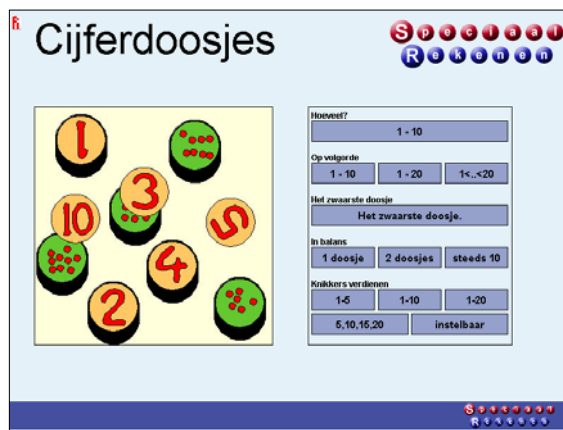 Cijferdoosjes
Speciaal
Rekenen
1
3
10
5
4
2
Hoeveel?
1 - 10
Op volgorde
1 - 10 1 - 20 1<..<20
Het zwaarste doosje
Het zwaarste doosje.
In balans
1 doosje 2 doosjes steeds 10
Knikkers verdienen
1-5 1-10 1-20
5,10,15,20 instelbaar
Speciaal
Rekenen